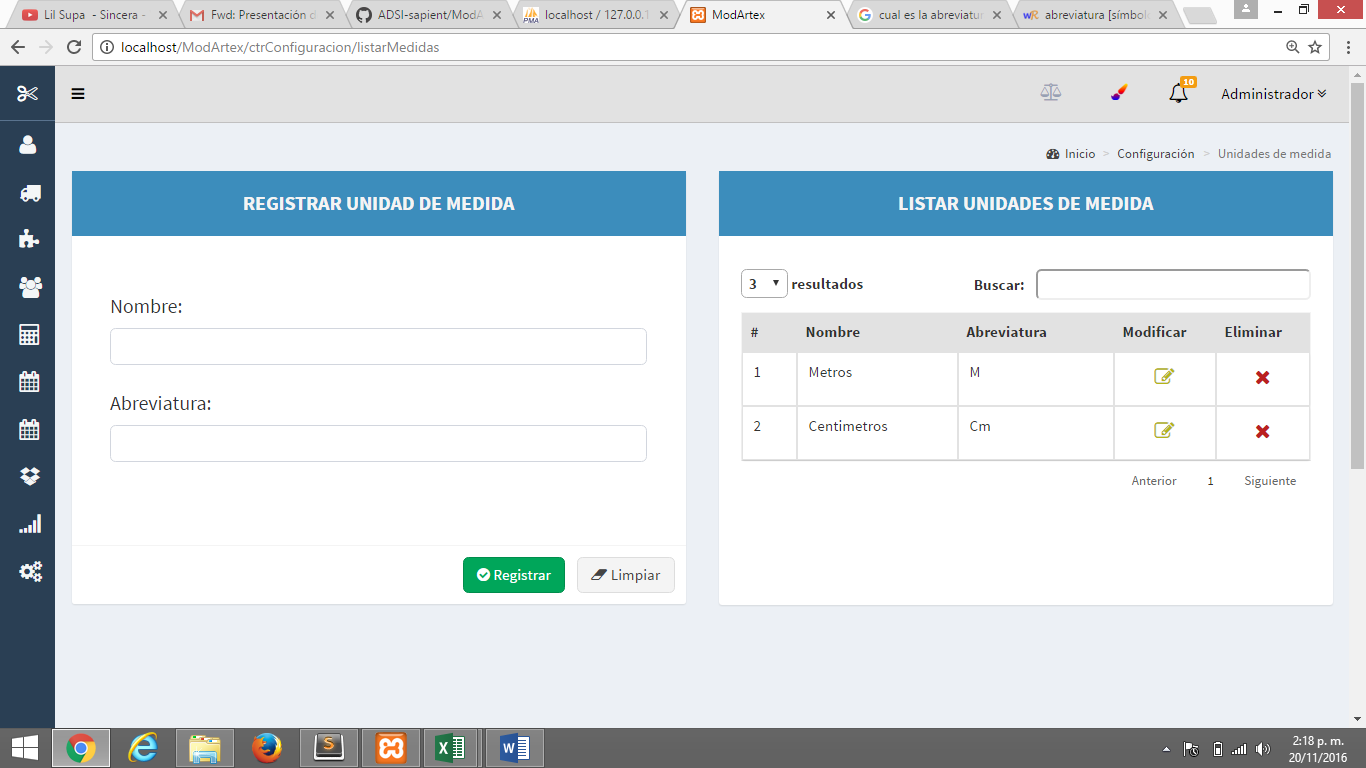 Lil Supa - Sincera -
Fwd: Presentación d
ADSI-sapient/ModA
localhost / 127.0.0.1
ModArtex
cual es la abreviatur
abreviatura [símbol
localhost/ModArtex/ctrConfiguracion/listarMedidas
10
Administrador
Inicio > Configuración > Unidades de medida
REGISTRAR UNIDAD DE MEDIDA
Nombre:
Abreviatura:
Registrar
Limpiar
LISTAR UNIDADES DE MEDIDA
3 resultados
Buscar:
# Nombre Abreviatura Modificar Eliminar
1 Metros M
2 Centimetros Cm
Anterior 1 Siguiente
2:18 p. m.
20/11/2016